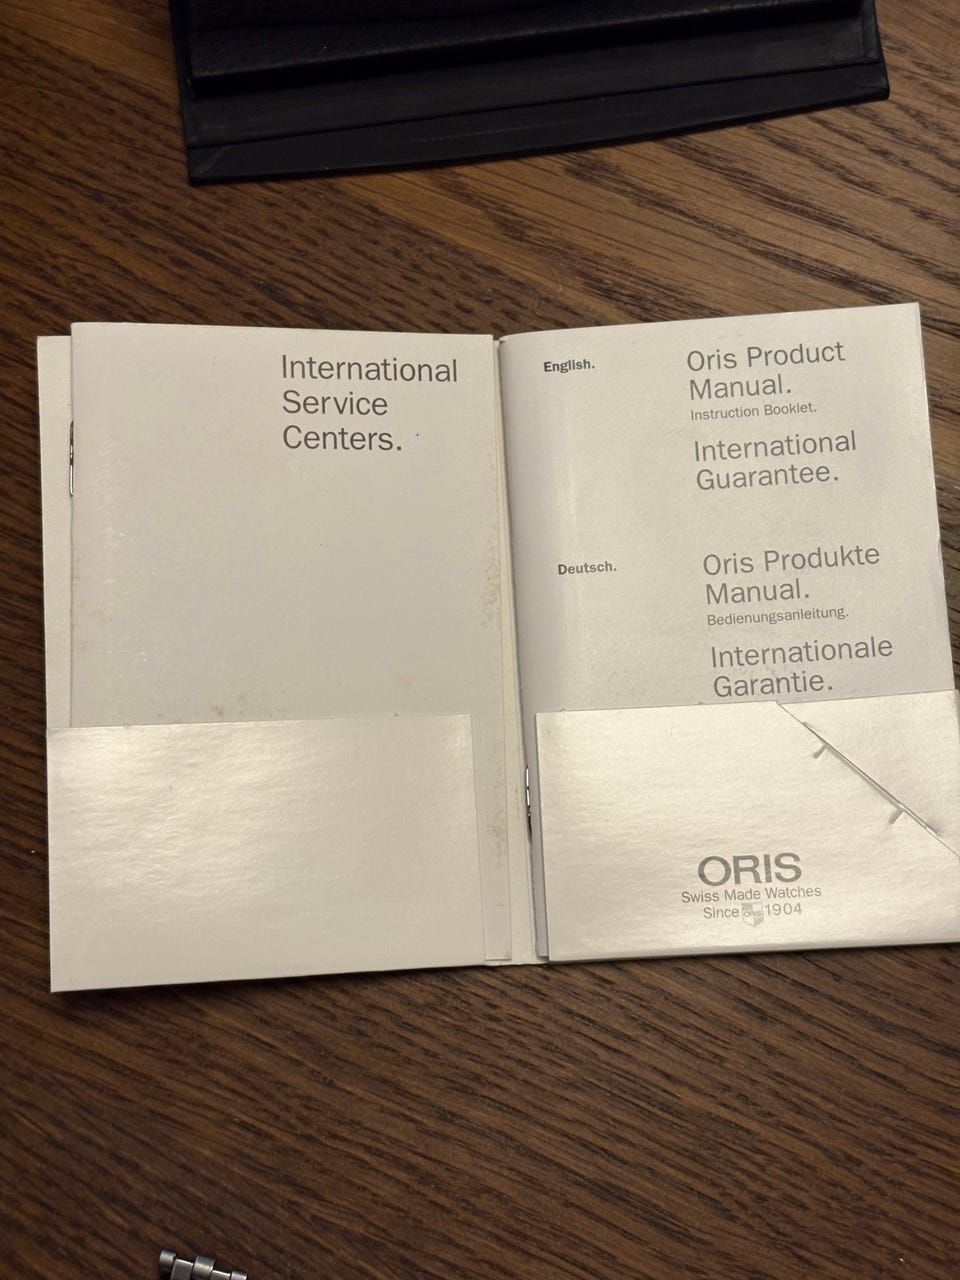 International
Service
Centers.
English.
Oris Product
Manual.
Instruction Booklet.
International
Guarantee.
Deutsch.
Oris Produkte
Manual.
Bedienungsanleitung.
Internationale
Garantie.
ORIS
Swiss Made Watches
Since ORIS 1904